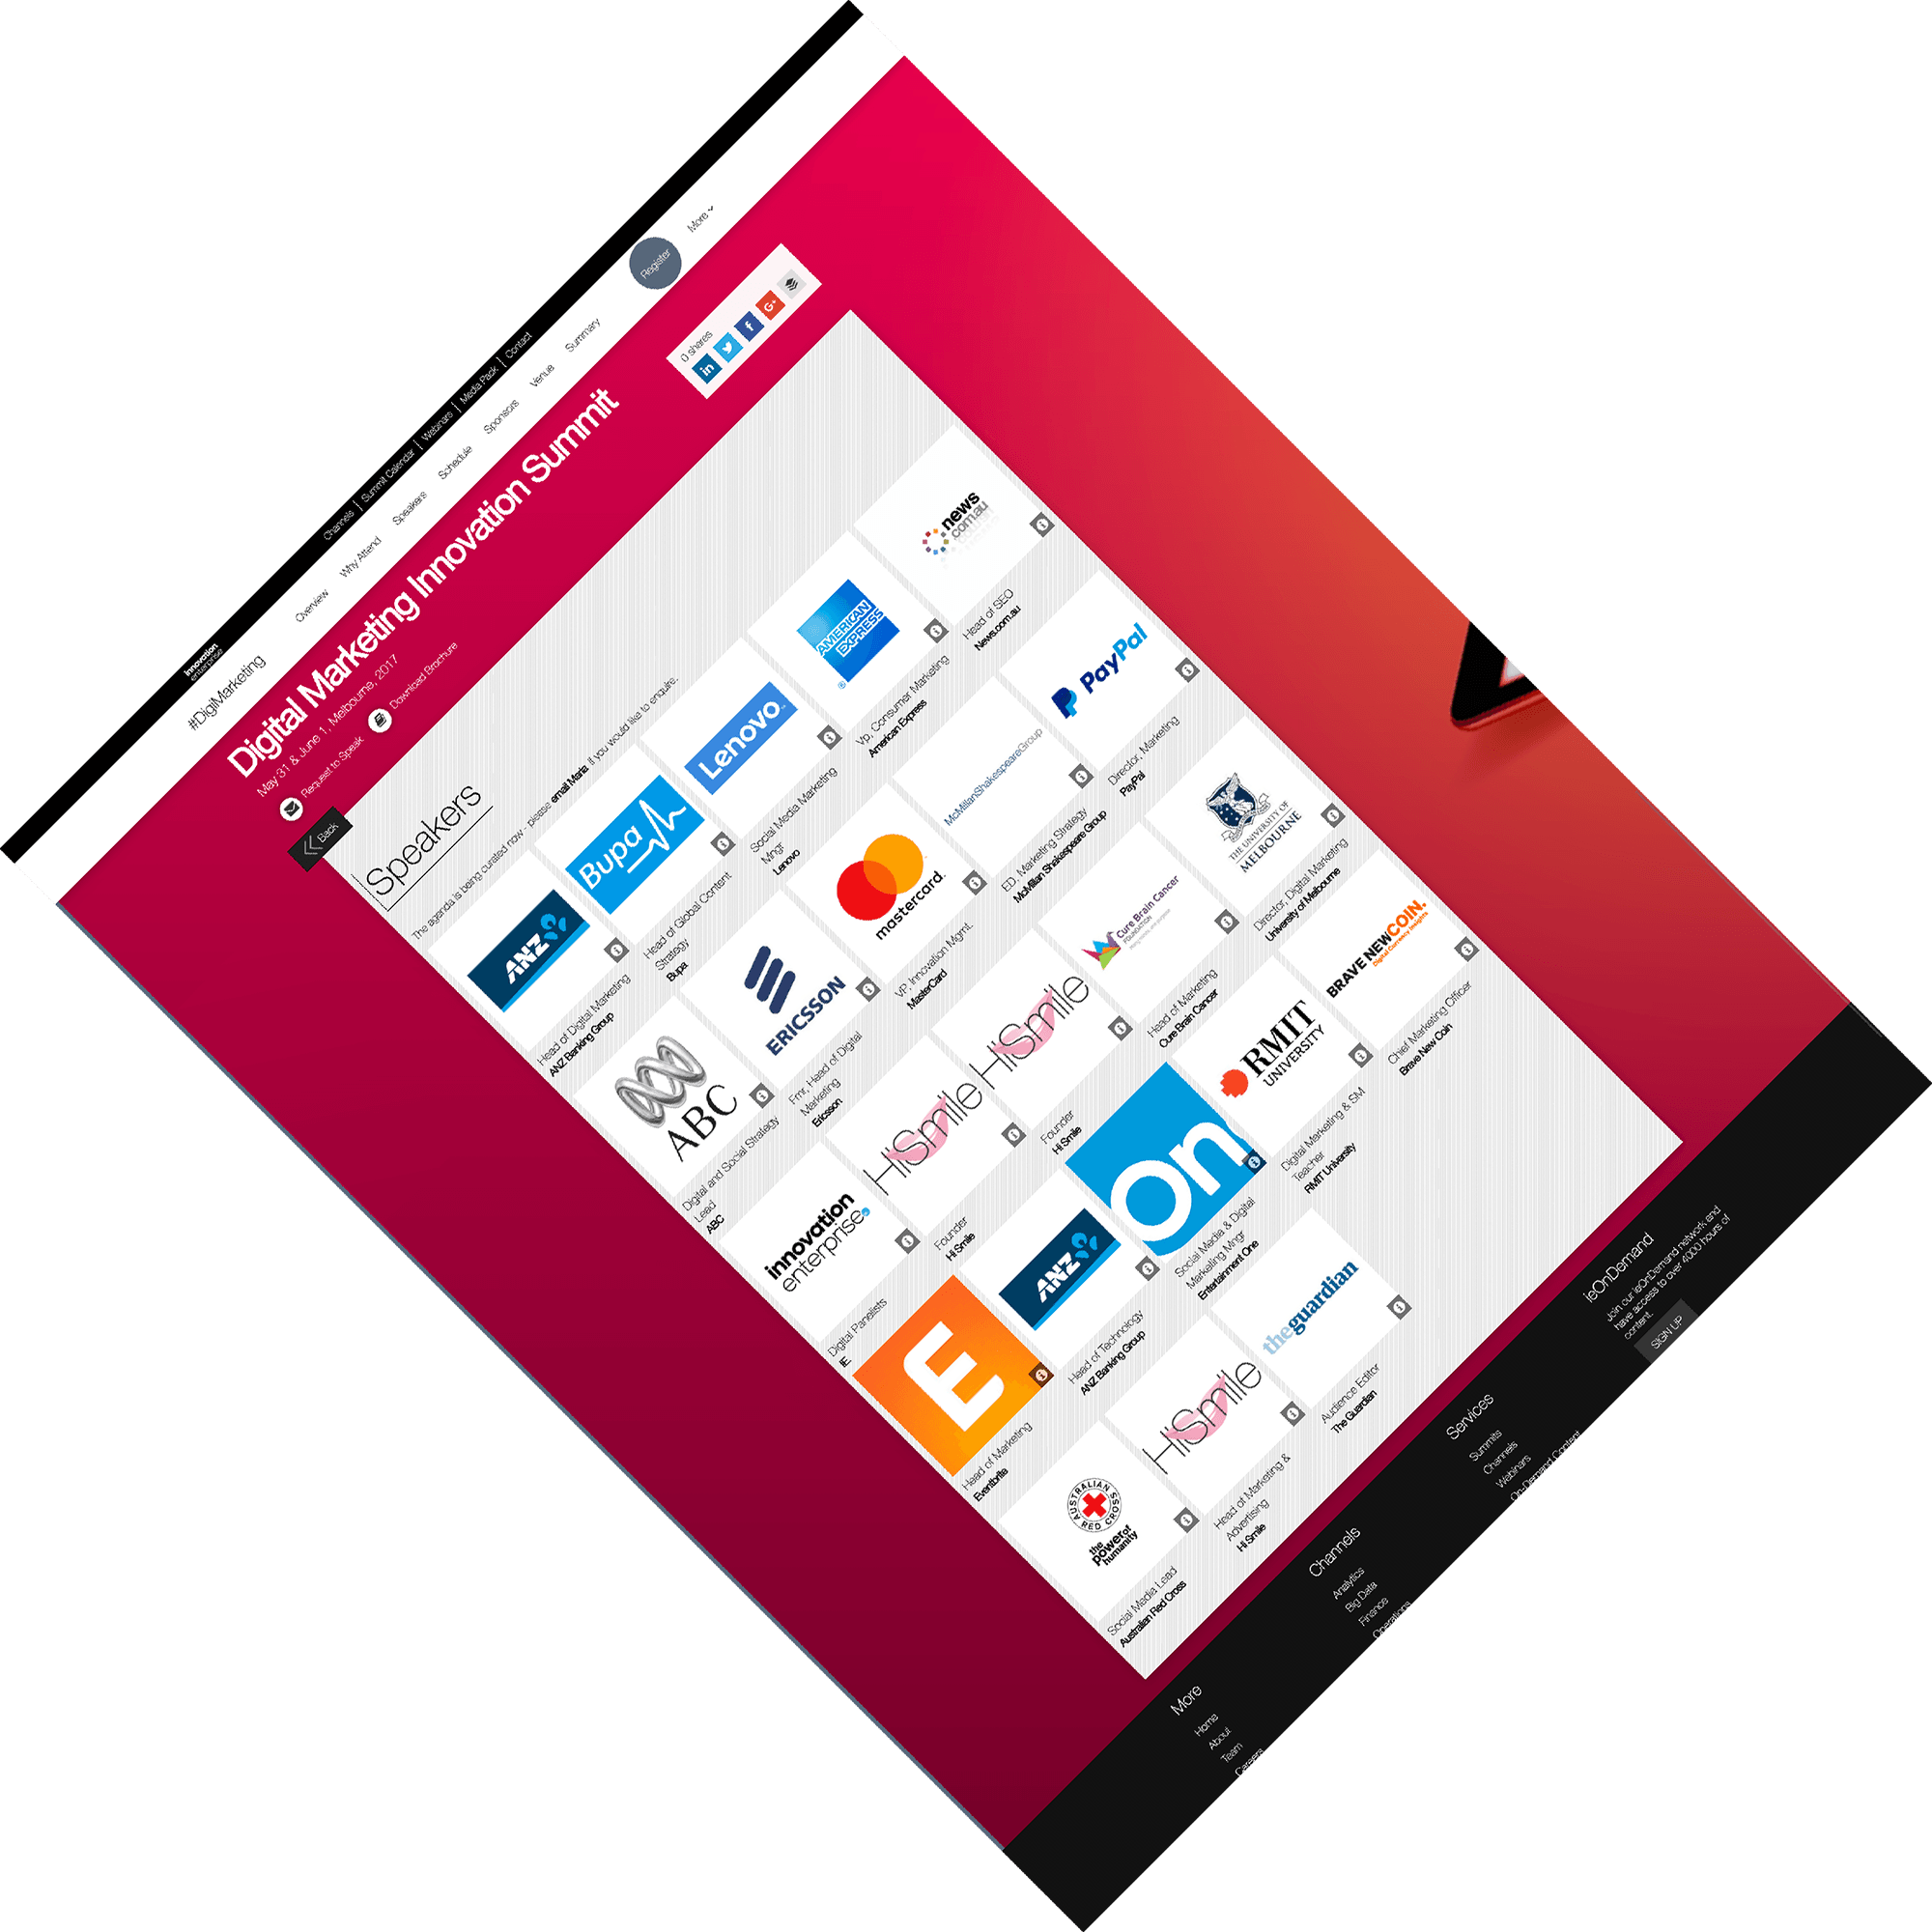 innovation
enterprise
Channels | Summit Calendar | Webinars | Media Pack | Contact
#DigiMarketing
Overview
Why Attend
Speakers
Schedule
Sponsors
Venue
Summary
Register
More
Digital Marketing Innovation Summit
May 31 & June 1, Melbourne, 2017
Request to Speak
Download Brochure
0 shares
in
f
G+
Back
Speakers
The agenda is being curated now - please email Maria if you would like to enquire.
ANZ
Head of Digital Marketing
ANZ Banking Group
Bupa
Head of Global Content
Strategy
Bupa
Lenovo
Social Media Marketing
Mngr
Lenovo
AMERICAN
EXPRESS
®
Vp, Consumer Marketing
American Express
news
.com.au
Head of SEO
News.com.au
ABC
Digital and Social Strategy
Lead
ABC
ERICSSON
Fmr, Head of Digital
Marketing
Ericsson
mastercard.
VP, Innovation Mgmt.
MasterCard
McMillanShakespeareGroup
ED, Marketing Strategy
McMillan Shakespeare Group
PayPal
Director, Marketing
PayPal
innovation
enterprise
Digital Panelists
IE.
HiSmile
Founder
Hi Smile
HiSmile
Founder
Hi Smile
Cure Brain Cancer
FOUNDATION
Head of Marketing
Cure Brain Cancer
THE UNIVERSITY OF
MELBOURNE
Director, Digital Marketing
University of Melbourne
E
Head of Marketing
Eventbrite
ANZ
Head of Technology
ANZ Banking Group
On
Social Media & Digital
Marketing Mngr
Entertainment One
RMIT
UNIVERSITY
Digital Marketing & SM
Teacher
RMIT University
BRAVE NEWCOIN.
Digital Currency Insights
Chief Marketing Officer
Brave New Coin
AUSTRALIAN RED CROSS
the
power of
humanity
Social Media Lead
Australian Red Cross
HiSmile
Head of Marketing &
Advertising
Hi Smile
theguardian
Audience Editor
The Guardian
More
Home
About
Team
Careers
Channels
Analytics
Big Data
Finance
Operations
Services
Summits
Channels
Webinars
On-Demand Content
ieOnDemand
Join our ieOnDemand network and
have access to over 4000 hours of
content.
SIGN UP